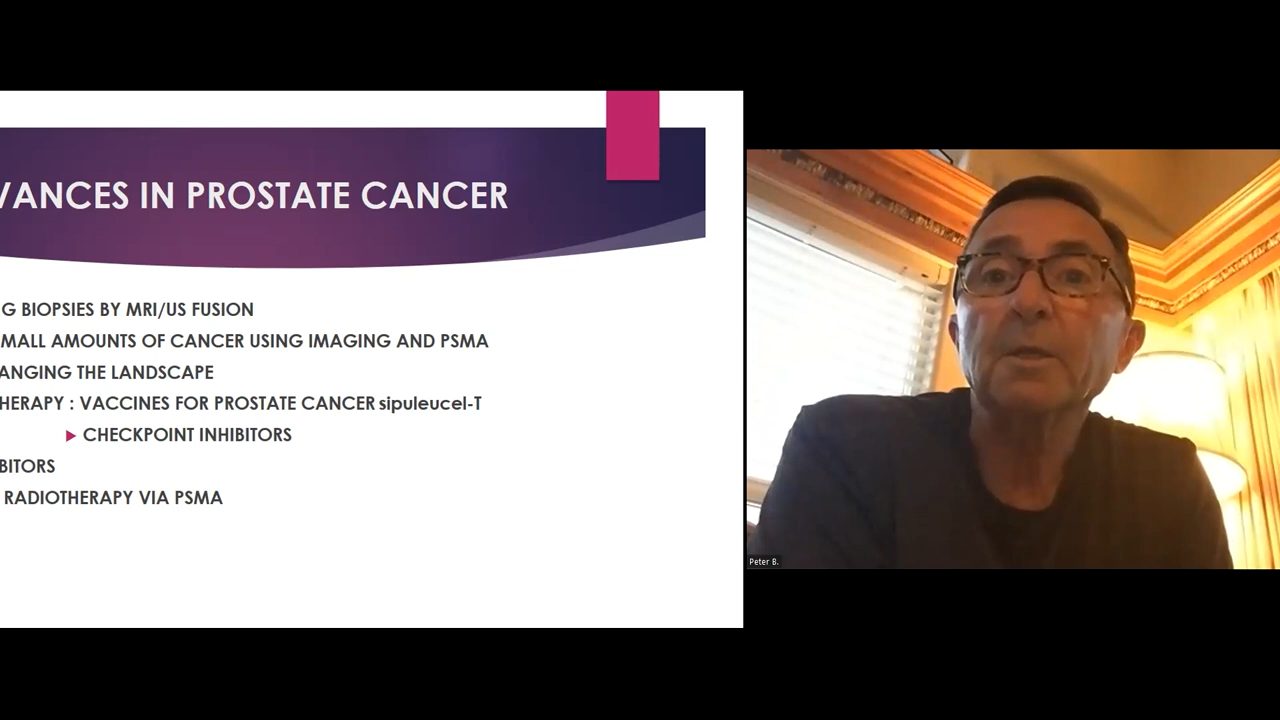 VANCES IN PROSTATE CANCER
G BIOPSIES BY MRI/US FUSION
MALL AMOUNTS OF CANCER USING IMAGING AND PSMA
ANGING THE LANDSCAPE
HERAPY : VACCINES FOR PROSTATE CANCER sipuleucel-T
CHECKPOINT INHIBITORS
BITORS
RADIOTHERAPY VIA PSMA
Peter B.